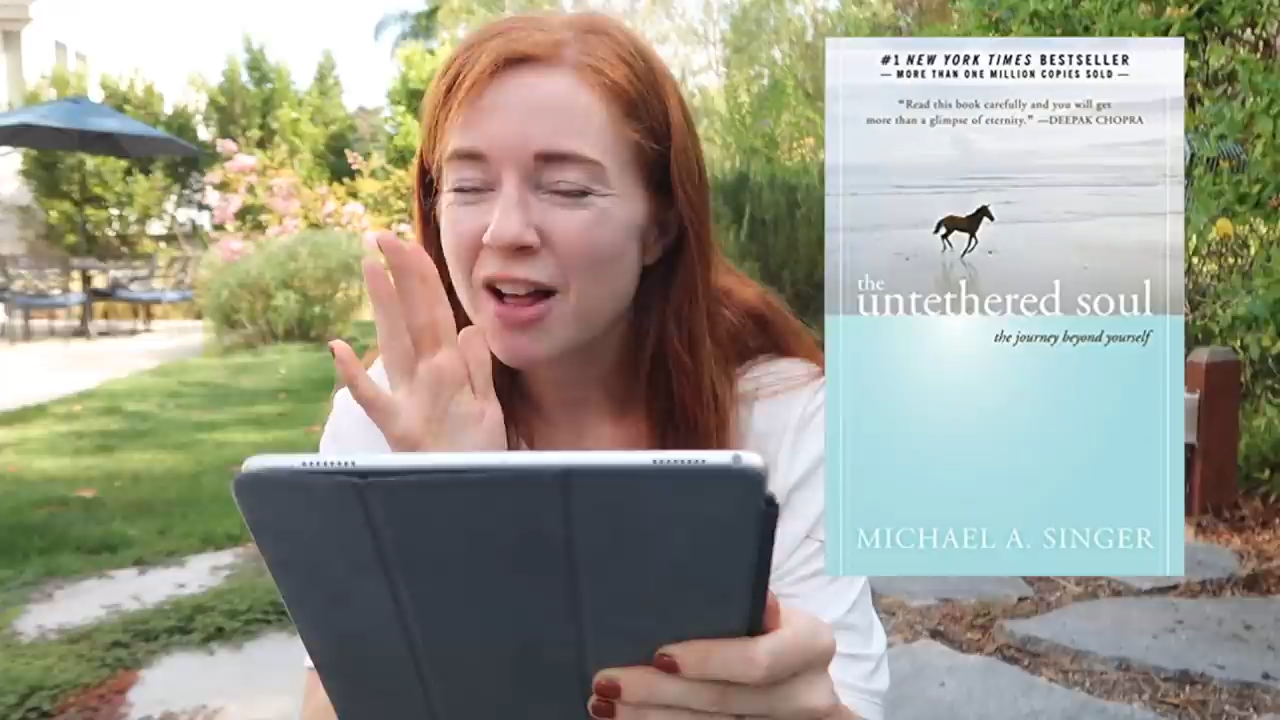 #1 NEW YORK TIMES BESTSELLER
— MORE THAN ONE MILLION COPIES SOLD —
“Read this book carefully and you will get
more than a glimpse of eternity.” —DEEPAK CHOPRA
the
untethered soul
the journey beyond yourself
MICHAEL A. SINGER